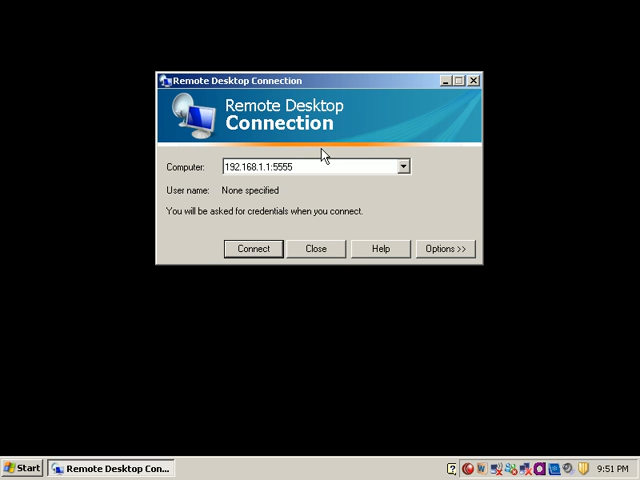 Remote Desktop Connection
Remote Desktop
Connection
Computer: 192.168.1.1:5555
User name: None specified
You will be asked for credentials when you connect.
Connect Close Help Options >>
Start Remote Desktop Con... 9:51 PM